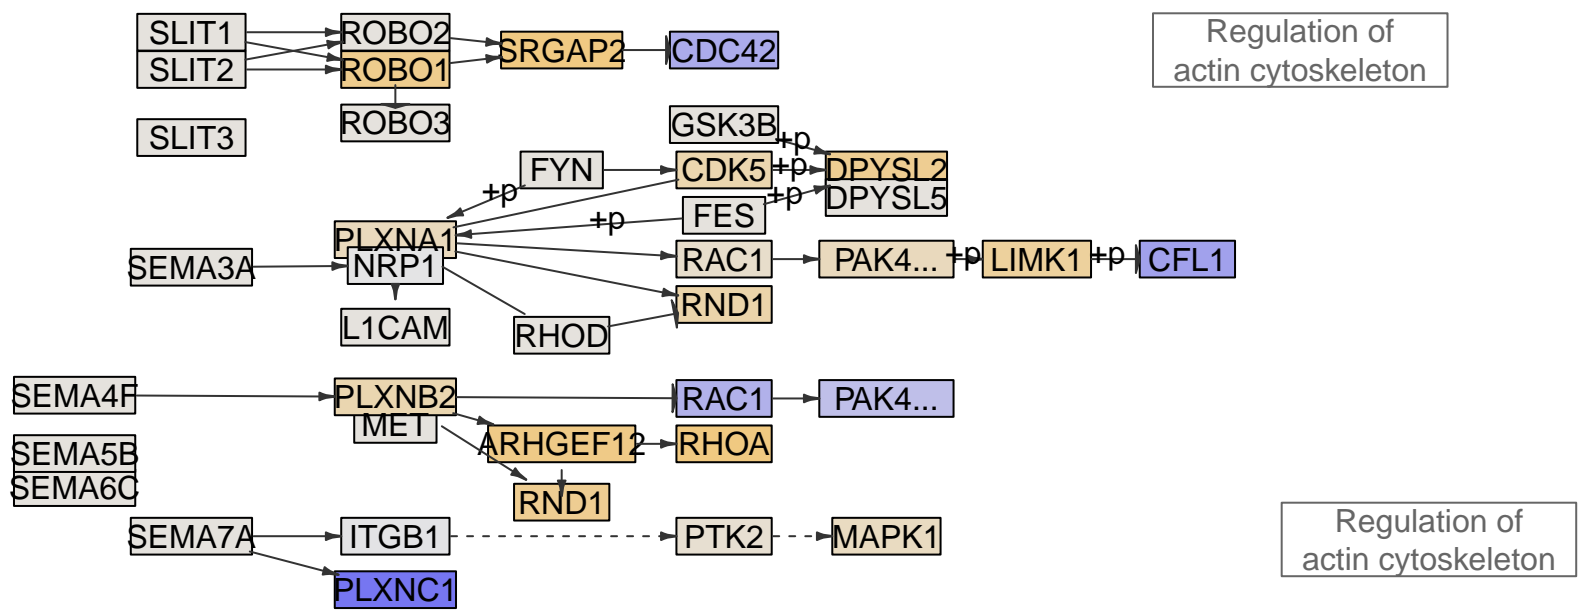 SLIT1
ROBO2
SRGAP2
CDC42
Regulation of
actin cytoskeleton
SLIT2
ROBO1
SLIT3
ROBO3
GSK3B
+p
FYN
CDK5
+p
DPYSL2
+p
FES
+p
DPYSL5
+p
PLXNA1
SEMA3A
NRP1
RAC1
PAK4...
+p
LIMK1
+p
CFL1
RND1
L1CAM
RHOD
SEMA4F
PLXNB2
RAC1
PAK4...
MET
ARHGEF12
RHOA
SEMA5B
SEMA6C
RND1
SEMA7A
ITGB1
PTK2
MAPK1
Regulation of
actin cytoskeleton
PLXNC1